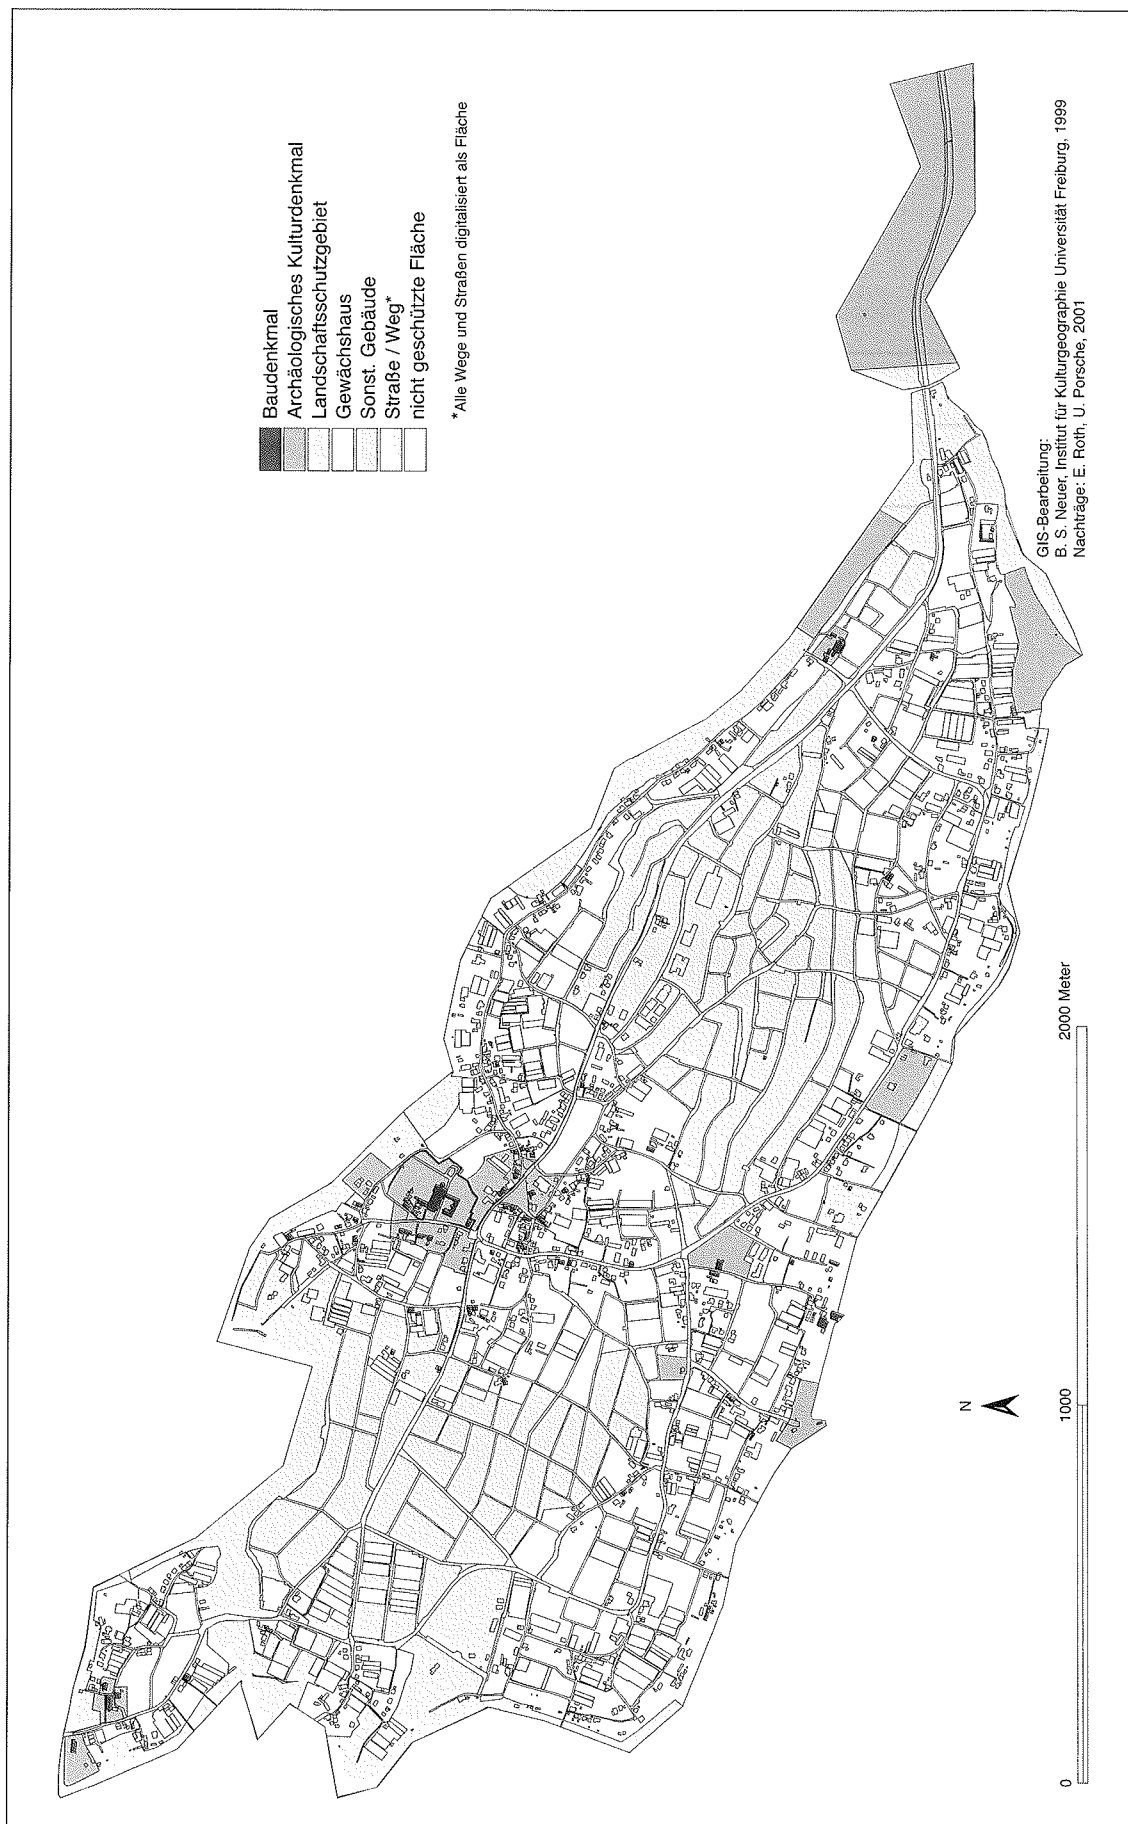 Baudenkmal
Archäologisches Kulturdenkmal
Landschaftsschutzgebiet
Gewächshaus
Sonst. Gebäude
Straße / Weg*
nicht geschützte Fläche
*Alle Wege und Straßen digitalisiert als Fläche
GIS-Bearbeitung:
B. S. Neuer, Institut für Kulturgeographie Universität Freiburg, 1999
Nachträge: E. Roth, U. Porsche, 2001
N
0 1000 2000 Meter